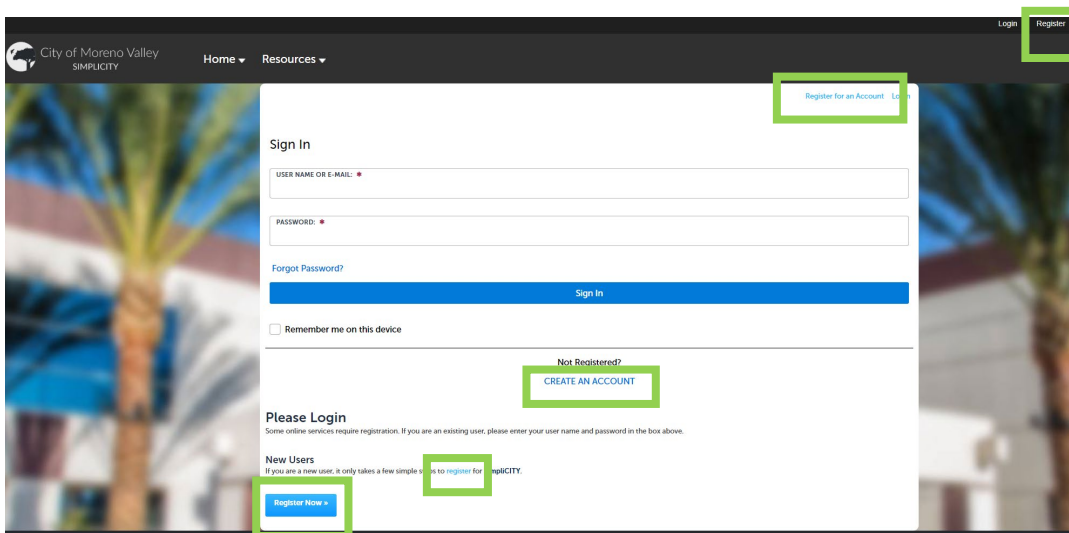 Login Register
City of Moreno Valley
SIMPLICITY
Home Resources
Register for an Account
Sign In
USER NAME OR E-MAIL: *
PASSWORD: *
Forgot Password?
Sign In
Remember me on this device
Not Registered?
CREATE AN ACCOUNT
Please Login
Some online services require registration. If you are an existing user, please enter your user name and password in the box above.
New Users
If you are a new user, it only takes a few simple to register for
Register Now »